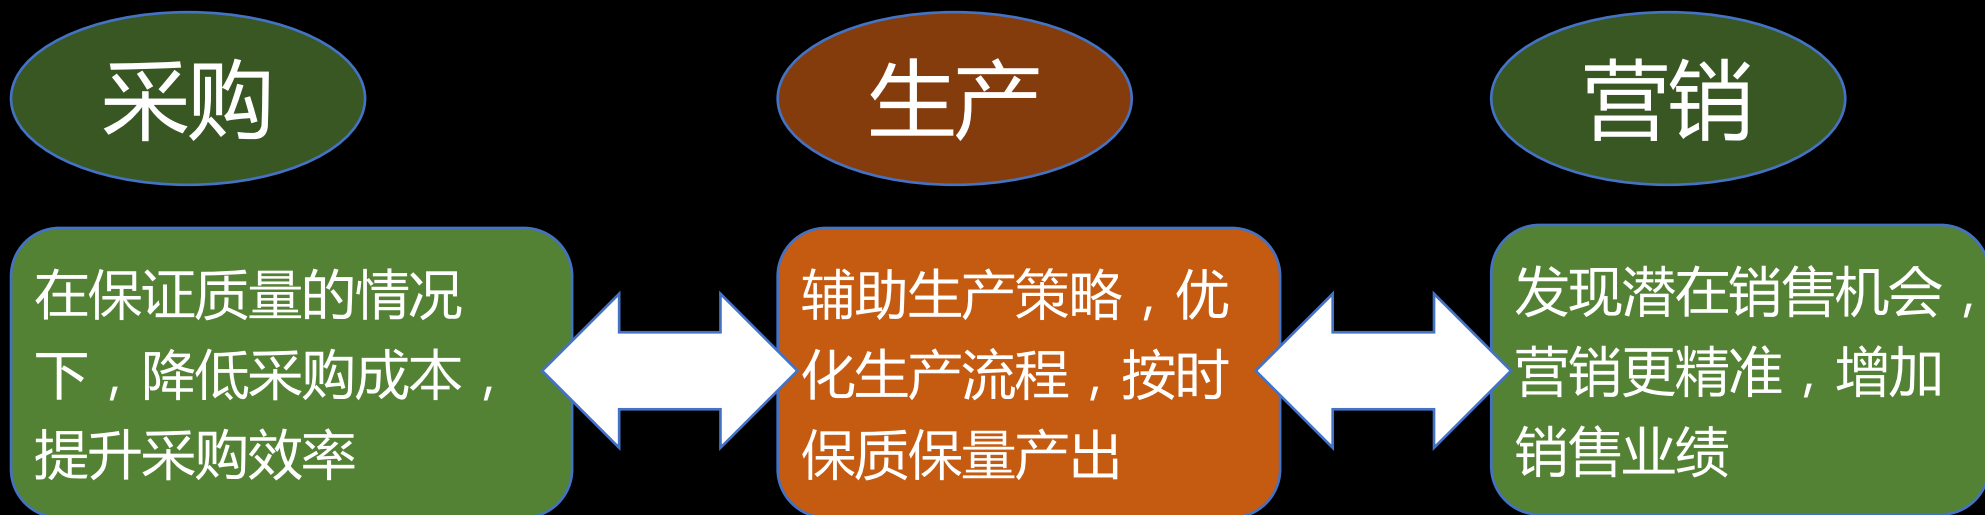 采购
生产
营销
在保证质量的情况
下，降低采购成本，
提升采购效率
辅助生产策略，优
化生产流程，按时
保质保量产出
发现潜在销售机会，
营销更精准，增加
销售业绩